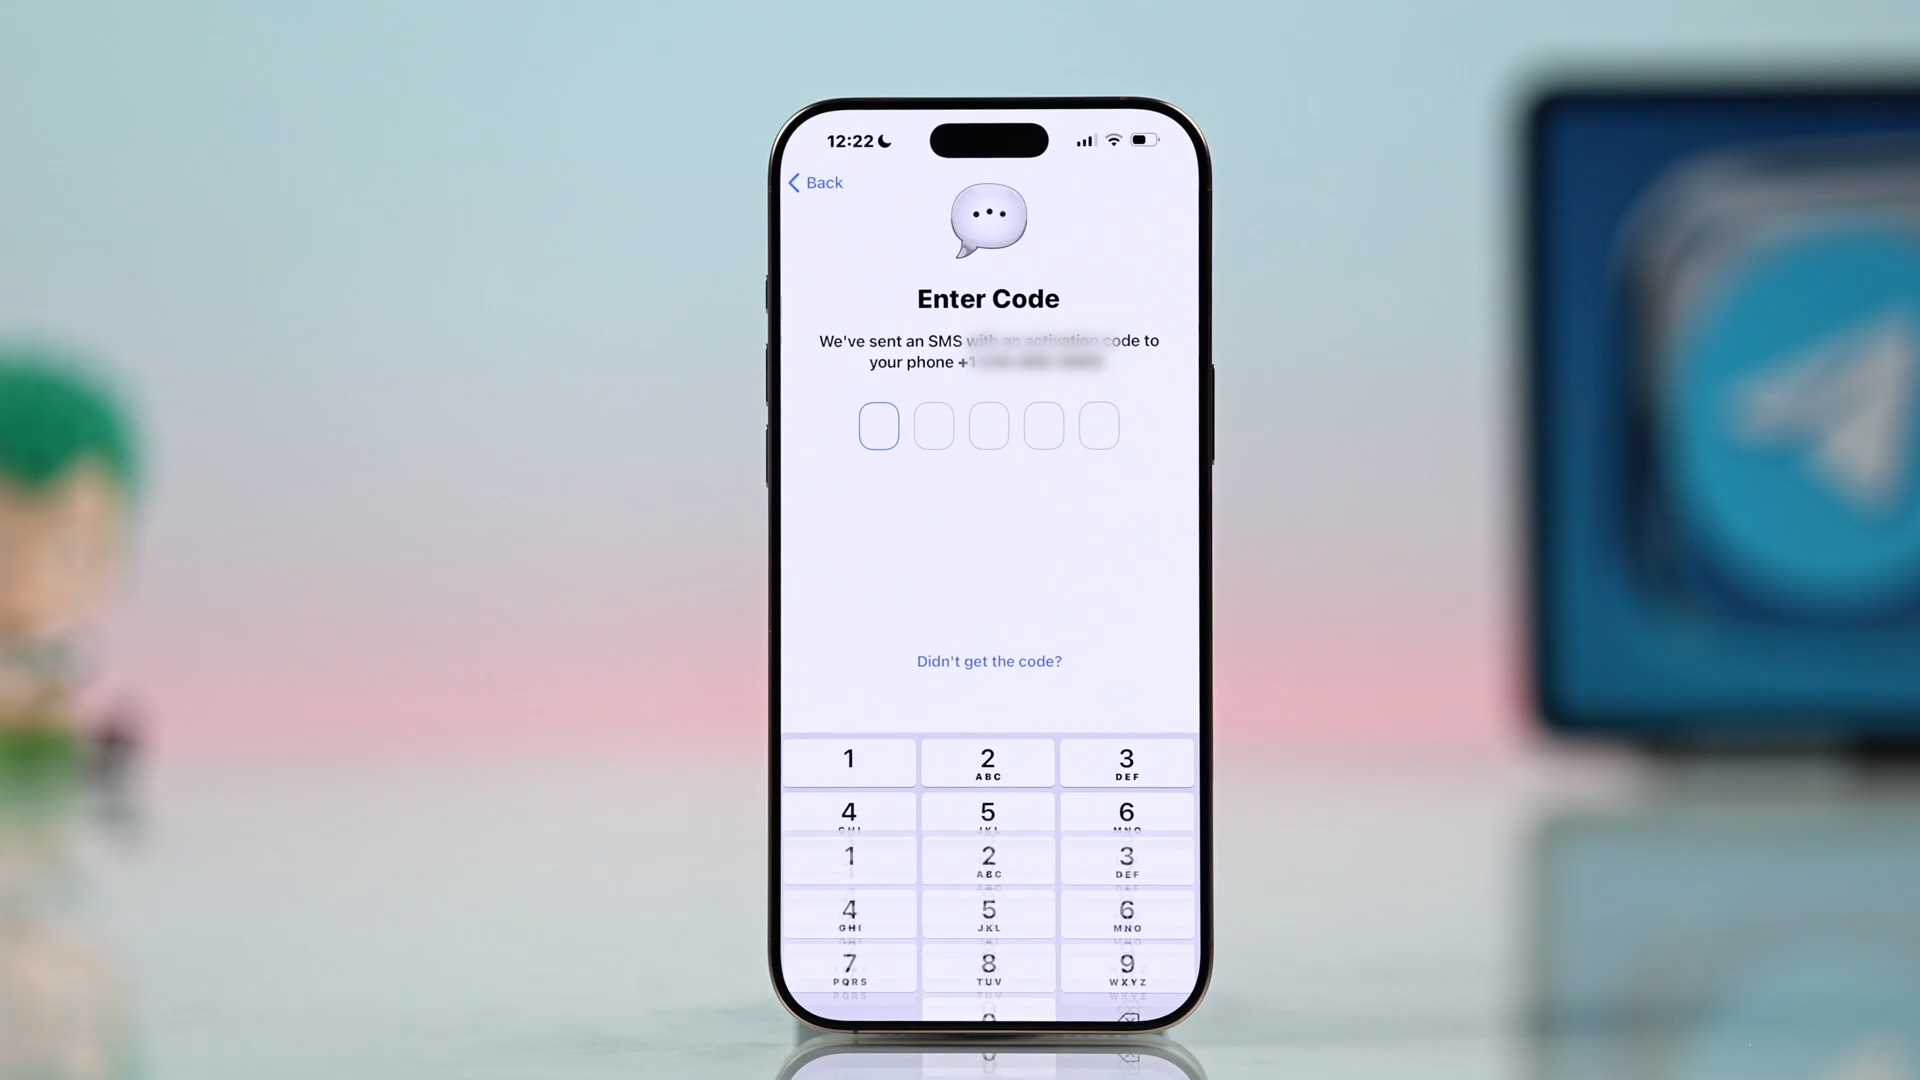 12:22
Back
Enter Code
We've sent an SMS with an activation code to
your phone +1
Didn't get the code?
1 2 3
ABC DEF
4 5 6
GHI JKL MNO
1 2 3
ABC DEF
4 5 6
GHI JKL MNO
7 8 9
PQRS TUV WXYZ
0